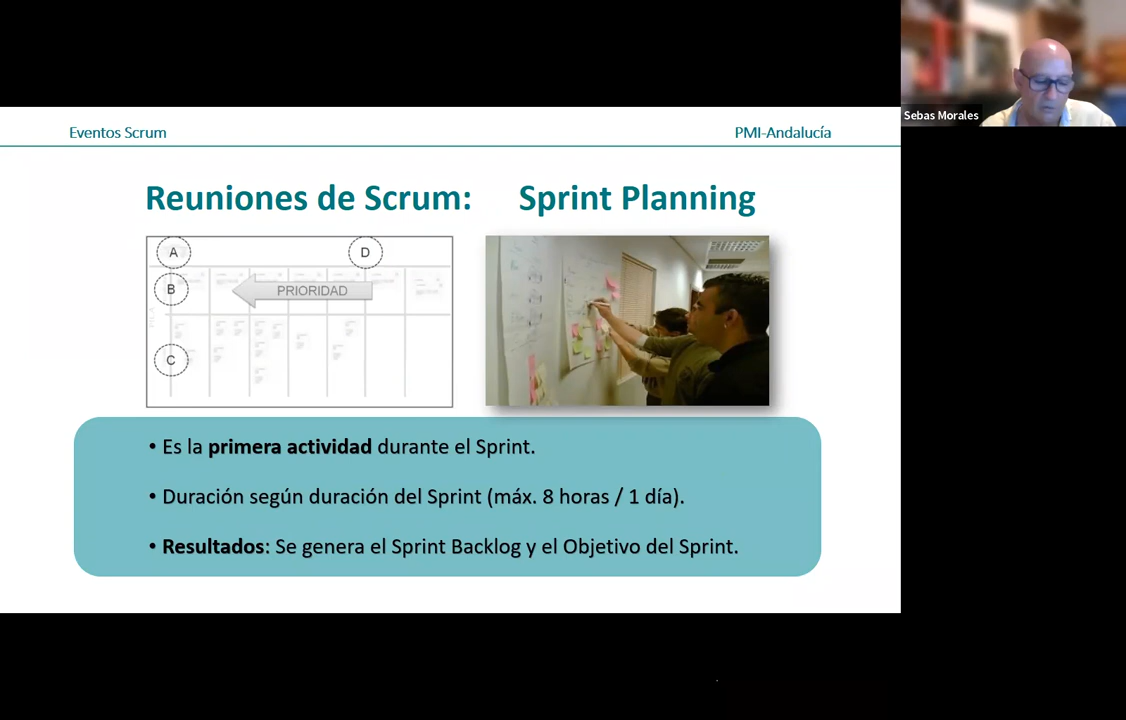 Sebas Morales
Eventos Scrum
PMI-Andalucía
Reuniones de Scrum: Sprint Planning
A
D
B
PRIORIDAD
C
• Es la primera actividad durante el Sprint.
• Duración según duración del Sprint (máx. 8 horas / 1 día).
• Resultados: Se genera el Sprint Backlog y el Objetivo del Sprint.